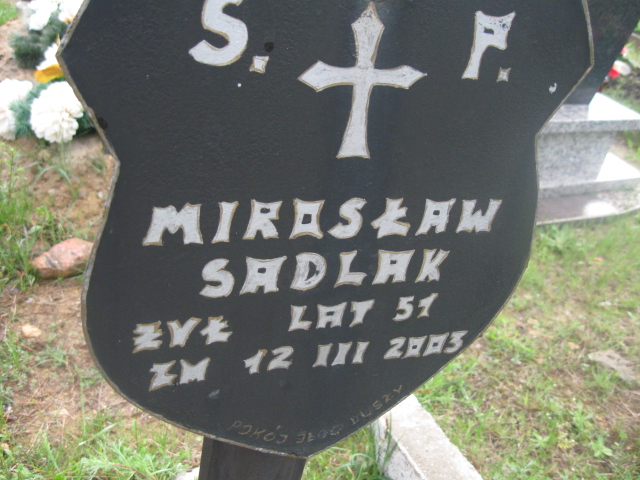 Ś. P.
MIROSŁAW
SADLAK
ŻYŁ LAT 51
ZM 12 III 2003
POKÓJ JEGO DUSZY